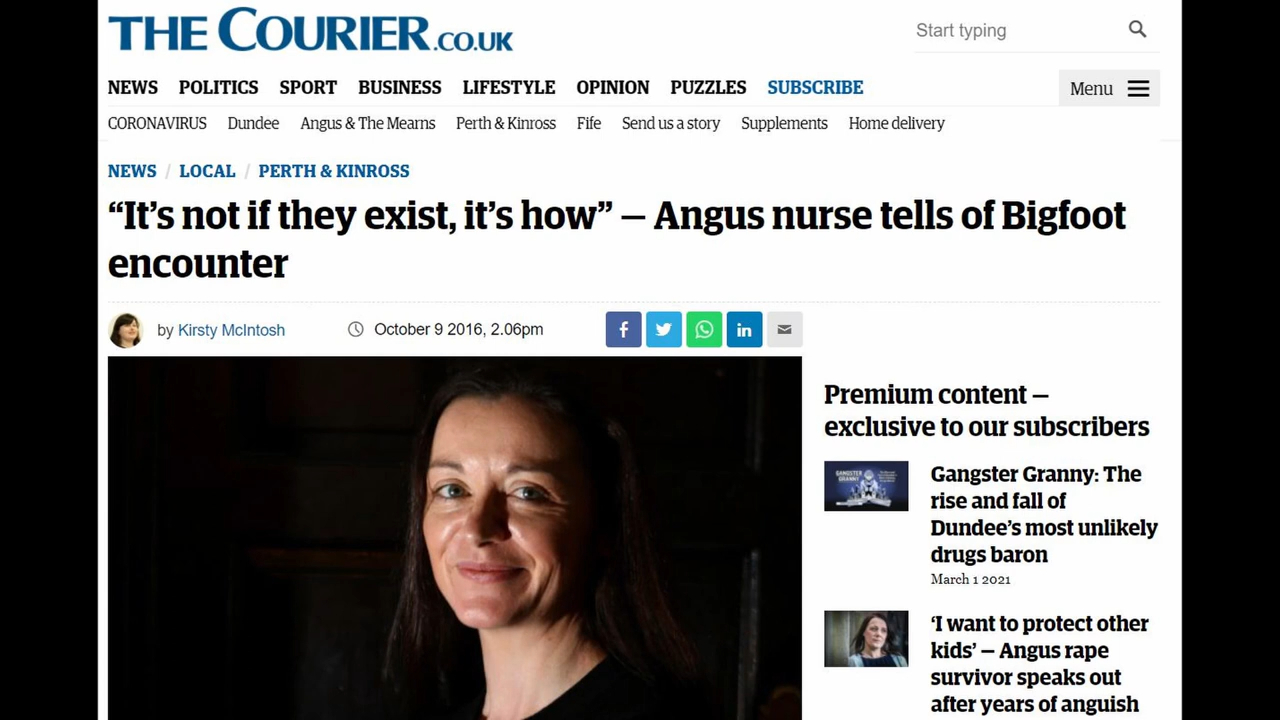 THE COURIER.CO.UK
Start typing
NEWS POLITICS SPORT BUSINESS LIFESTYLE OPINION PUZZLES SUBSCRIBE
Menu
CORONAVIRUS Dundee Angus & The Mearns Perth & Kinross Fife Send us a story Supplements Home delivery
NEWS / LOCAL / PERTH & KINROSS
“It’s not if they exist, it’s how” — Angus nurse tells of Bigfoot
encounter
by Kirsty McIntosh
October 9 2016, 2.06pm
Premium content —
exclusive to our subscribers
GANGSTER
GRANNY
Gangster Granny: The
rise and fall of
Dundee’s most unlikely
drugs baron
March 1 2021
‘I want to protect other
kids’ — Angus rape
survivor speaks out
after years of anguish